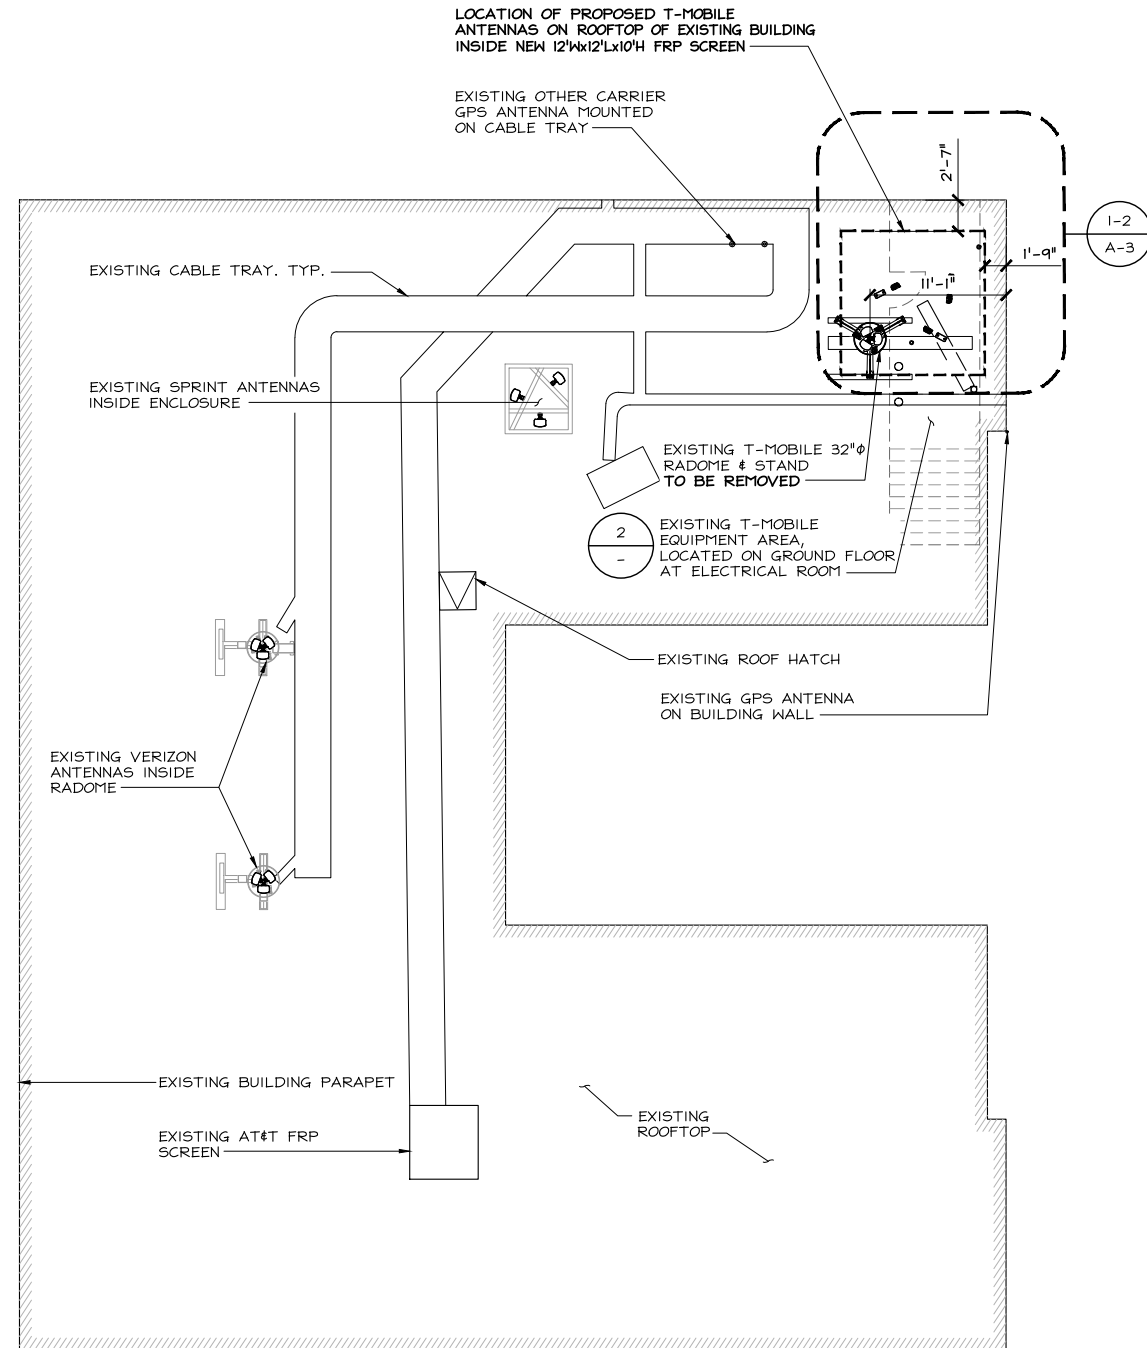 LOCATION OF PROPOSED T-MOBILE
ANTENNAS ON ROOFTOP OF EXISTING BUILDING
INSIDE NEW 12'Wx12'Lx10'H FRP SCREEN
EXISTING OTHER CARRIER
GPS ANTENNA MOUNTED
ON CABLE TRAY
2'-7"
1-2
A-3
1'-9"
11'-1"
EXISTING CABLE TRAY. TYP.
EXISTING SPRINT ANTENNAS
INSIDE ENCLOSURE
EXISTING T-MOBILE 32"ϕ
RADOME & STAND
TO BE REMOVED
2
-
EXISTING T-MOBILE
EQUIPMENT AREA,
LOCATED ON GROUND FLOOR
AT ELECTRICAL ROOM
EXISTING ROOF HATCH
EXISTING GPS ANTENNA
ON BUILDING WALL
EXISTING VERIZON
ANTENNAS INSIDE
RADOME
EXISTING BUILDING PARAPET
EXISTING AT&T FRP
SCREEN
EXISTING
ROOFTOP